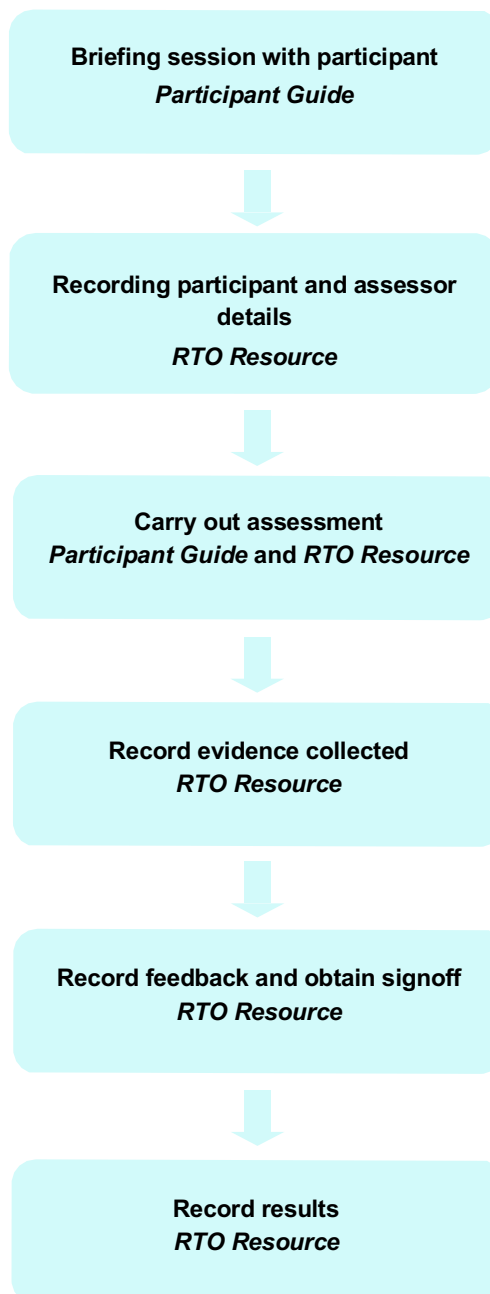 Briefing session with participant
Participant Guide
Recording participant and assessor
details
RTO Resource
Carry out assessment
Participant Guide and RTO Resource
Record evidence collected
RTO Resource
Record feedback and obtain signoff
RTO Resource
Record results
RTO Resource